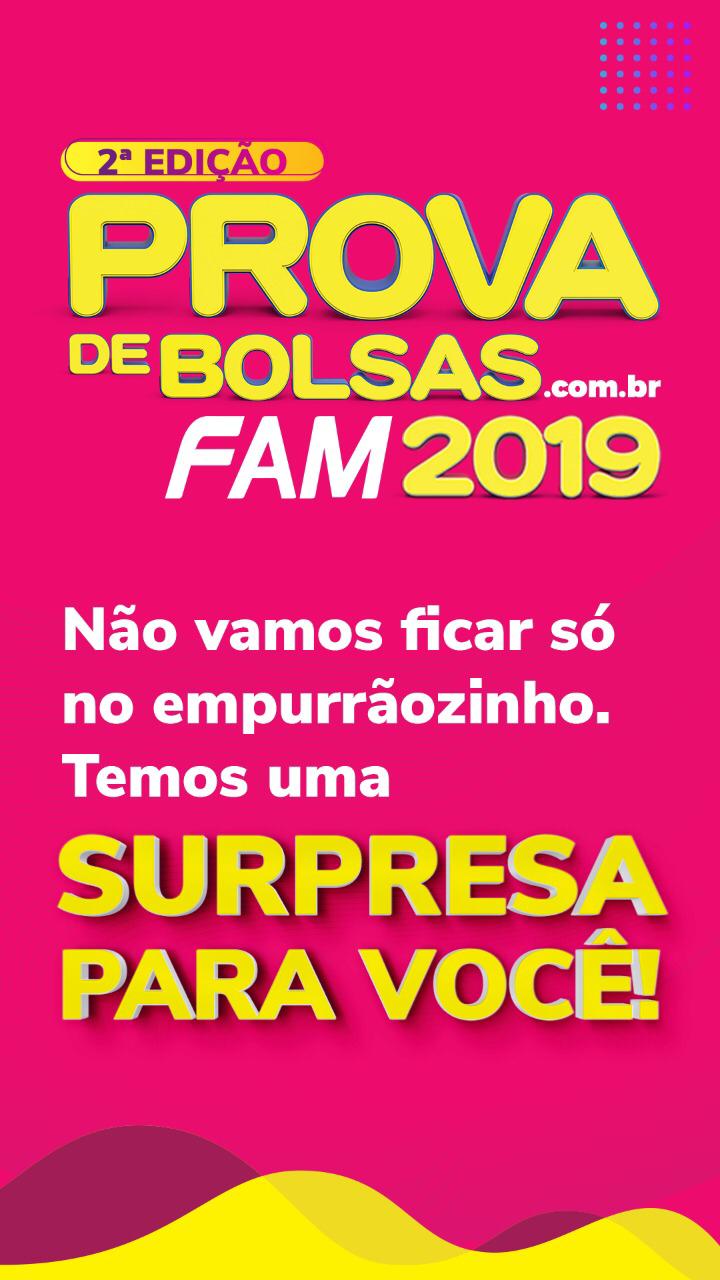 2ª EDIÇÃO
PROVA
DE BOLSAS.com.br
FAM 2019
Não vamos ficar só
no empurrãozinho.
Temos uma
SURPRESA
PARA VOCÊ!